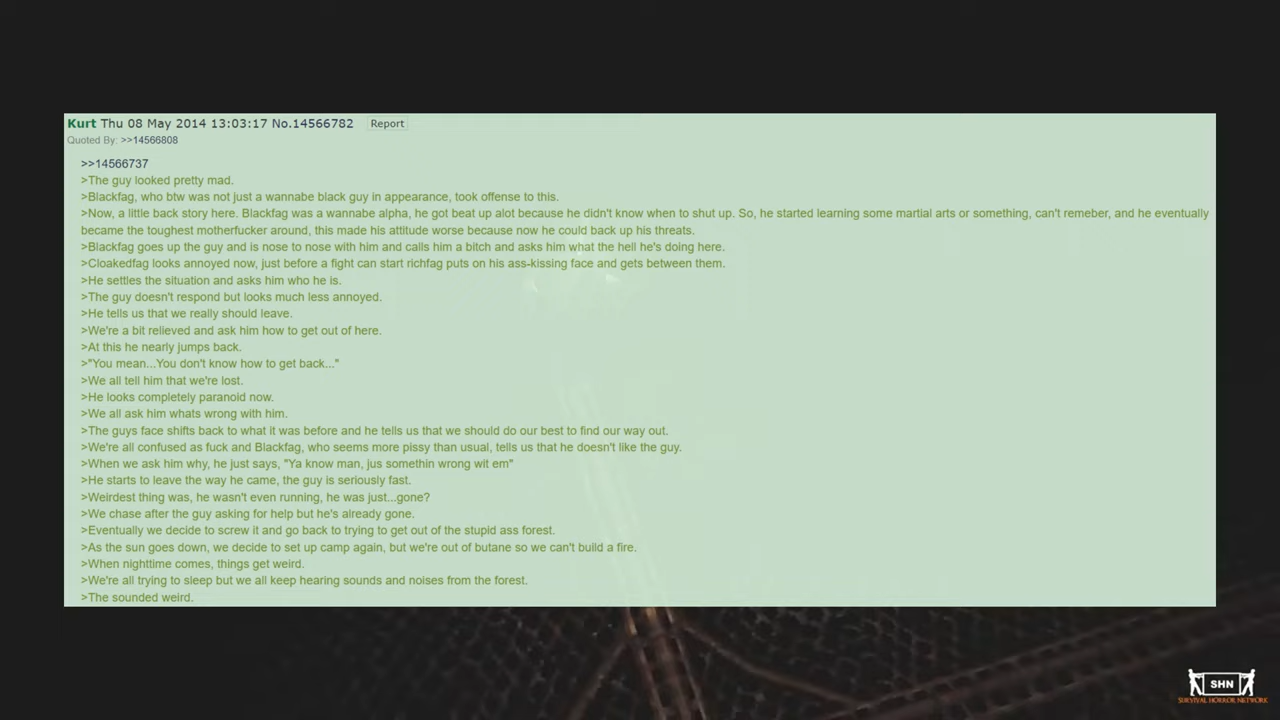 Kurt Thu 08 May 2014 13:03:17 No.14566782 Report
Quoted By: >>14566808
>>14566737
>The guy looked pretty mad.
>Blackfag, who btw was not just a wannabe black guy in appearance, took offense to this.
>Now, a little back story here. Blackfag was a wannabe alpha, he got beat up alot because he didn't know when to shut up. So, he started learning some martial arts or something, can't remeber, and he eventually
became the toughest motherfucker around, this made his attitude worse because now he could back up his threats.
>Blackfag goes up the guy and is nose to nose with him and calls him a bitch and asks him what the hell he's doing here.
>Cloakedfag looks annoyed now, just before a fight can start richfag puts on his ass-kissing face and gets between them.
>He settles the situation and asks him who he is.
>The guy doesn't respond but looks much less annoyed.
>He tells us that we really should leave.
>We're a bit relieved and ask him how to get out of here.
>At this he nearly jumps back.
>"You mean...You don't know how to get back..."
>We all tell him that we're lost.
>He looks completely paranoid now.
>We all ask him whats wrong with him.
>The guys face shifts back to what it was before and he tells us that we should do our best to find our way out.
>We're all confused as fuck and Blackfag, who seems more pissy than usual, tells us that he doesn't like the guy.
>When we ask him why, he just says, "Ya know man, jus somethin wrong wit em"
>He starts to leave the way he came, the guy is seriously fast.
>Weirdest thing was, he wasn't even running, he was just...gone?
>We chase after the guy asking for help but he's already gone.
>Eventually we decide to screw it and go back to trying to get out of the stupid ass forest.
>As the sun goes down, we decide to set up camp again, but we're out of butane so we can't build a fire.
>When nighttime comes, things get weird.
>We're all trying to sleep but we all keep hearing sounds and noises from the forest.
>The sounded weird.
SHN
SURVIVAL HORROR NETWORK